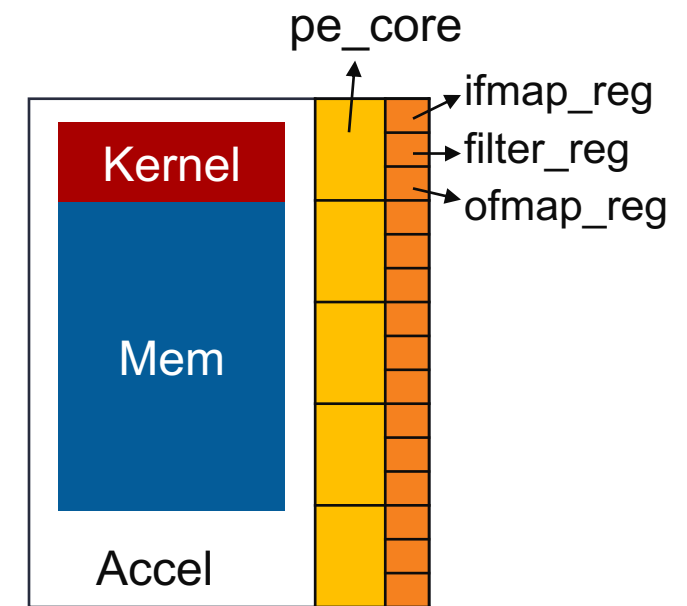 pe_core
ifmap_reg
filter_reg
ofmap_reg
Kernel
Mem
Accel